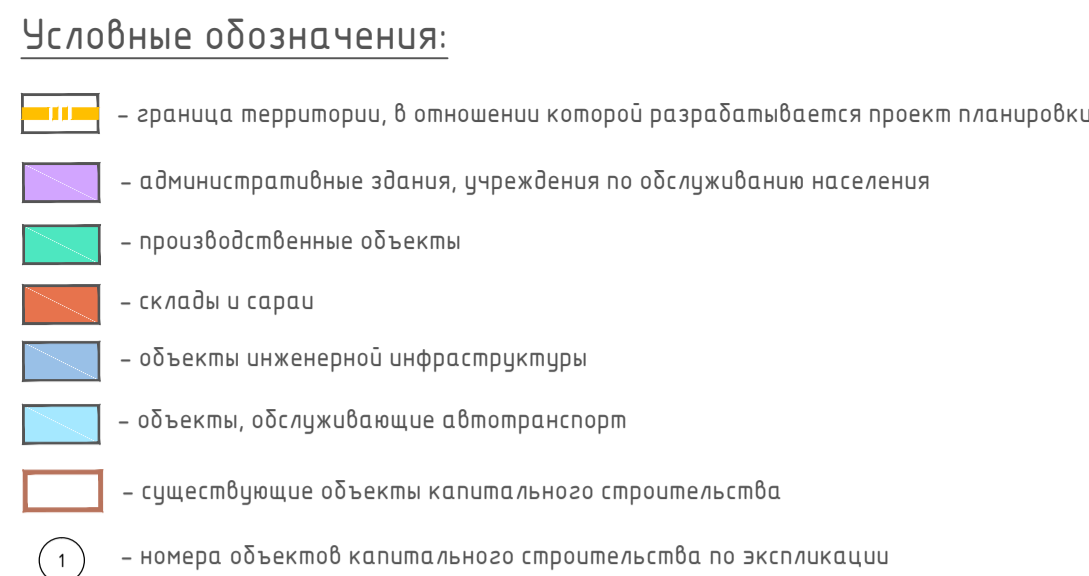 Условные обозначения:
– граница территории, в отношении которой разрабатывается проект планировки
– административные здания, учреждения по обслуживанию населения
– производственные объекты
– склады и сараи
– объекты инженерной инфраструктуры
– объекты, обслуживающие автотранспорт
– существующие объекты капитального строительства
1 – номера объектов капитального строительства по экспликации